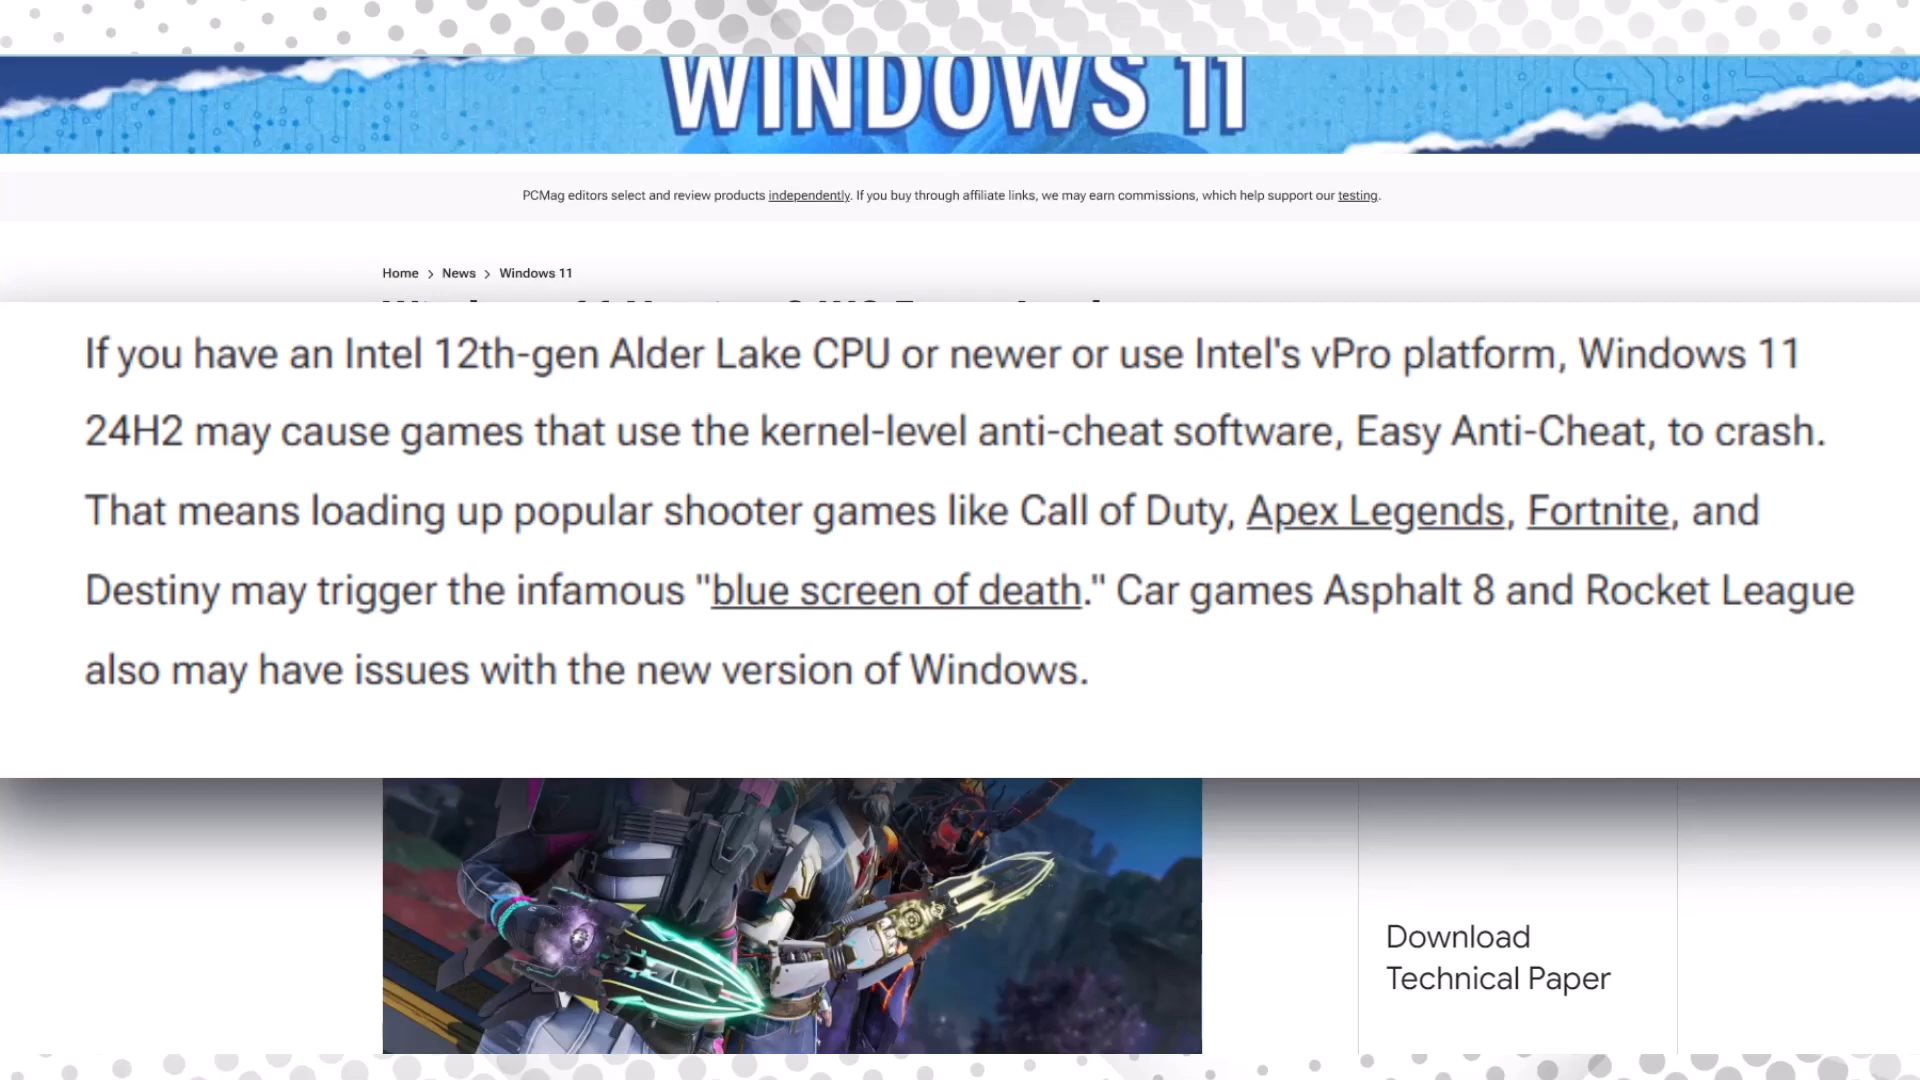 WINDOWS 11
PCMag editors select and review products independently. If you buy through affiliate links, we may earn commissions, which help support our testing.
Home > News > Windows 11
If you have an Intel 12th-gen Alder Lake CPU or newer or use Intel's vPro platform, Windows 11
24H2 may cause games that use the kernel-level anti-cheat software, Easy Anti-Cheat, to crash.
That means loading up popular shooter games like Call of Duty, Apex Legends, Fortnite, and
Destiny may trigger the infamous "blue screen of death." Car games Asphalt 8 and Rocket League
also may have issues with the new version of Windows.
Download
Technical Paper